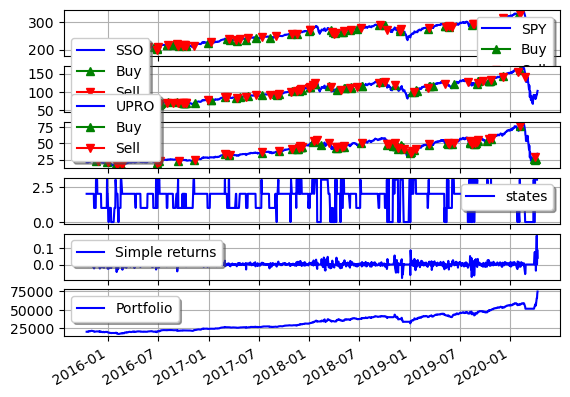 300
200
SPY
Buy
SSO
Buy
Sell
150
100
50
UPRO
Buy
Sell
75
50
25
2.5
0.0
states
0.1
0.0
Simple returns
75000
50000
25000
Portfolio
2016-01
2016-07
2017-01
2017-07
2018-01
2018-07
2019-01
2019-07
2020-01